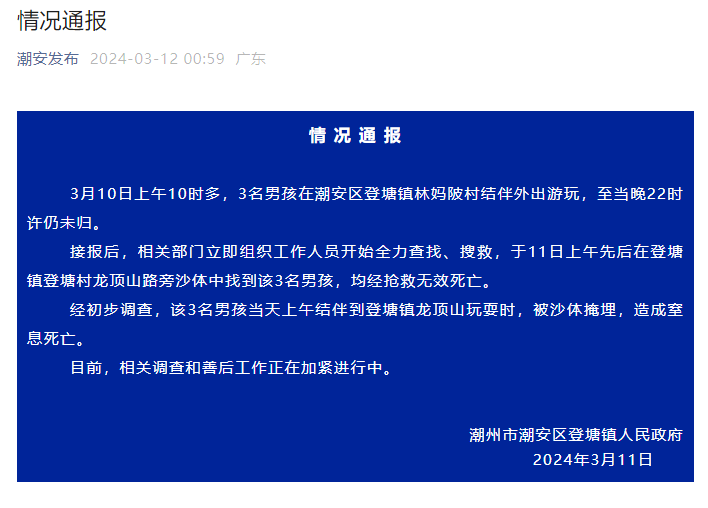 情况通报
潮安发布 2024-03-12 00:59 广东
情况通报
3月10日上午10时多，3名男孩在潮安区登塘镇林妈陂村结伴外出游玩，至当晚22时
许仍未归。
接报后，相关部门立即组织工作人员开始全力查找、搜救，于11日上午先后在登塘
镇登塘村龙顶山路旁沙体中找到该3名男孩，均经抢救无效死亡。
经初步调查，该3名男孩当天上午结伴到登塘镇龙顶山玩耍时，被沙体掩埋，造成窒
息死亡。
目前，相关调查和善后工作正在加紧进行中。
潮州市潮安区登塘镇人民政府
2024年3月11日